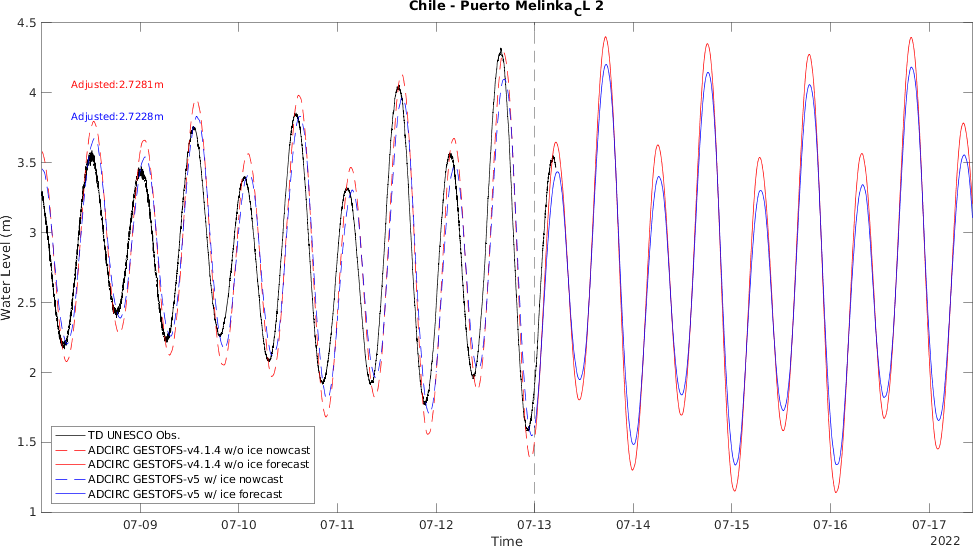 Chile - Puerto Melinka_CL 2
4.5
4
3.5
3
2.5
2
1.5
1
Water Level (m)
Adjusted:2.7281m
Adjusted:2.7228m
TD UNESCO Obs.
ADCIRC GESTOFS-v4.1.4 w/o ice nowcast
ADCIRC GESTOFS-v4.1.4 w/o ice forecast
ADCIRC GESTOFS-v5 w/ ice nowcast
ADCIRC GESTOFS-v5 w/ ice forecast
07-09 07-10 07-11 07-12 07-13 07-14 07-15 07-16 07-17
Time
2022